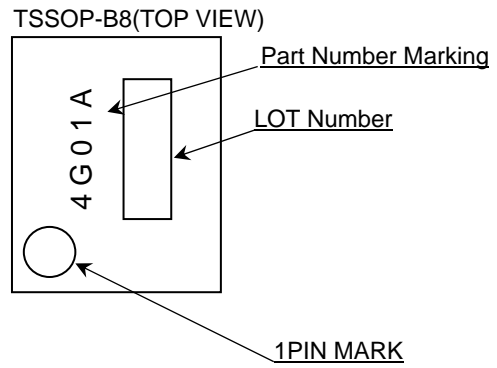 TSSOP-B8(TOP VIEW)
Part Number Marking
4G01A
LOT Number
1PIN MARK